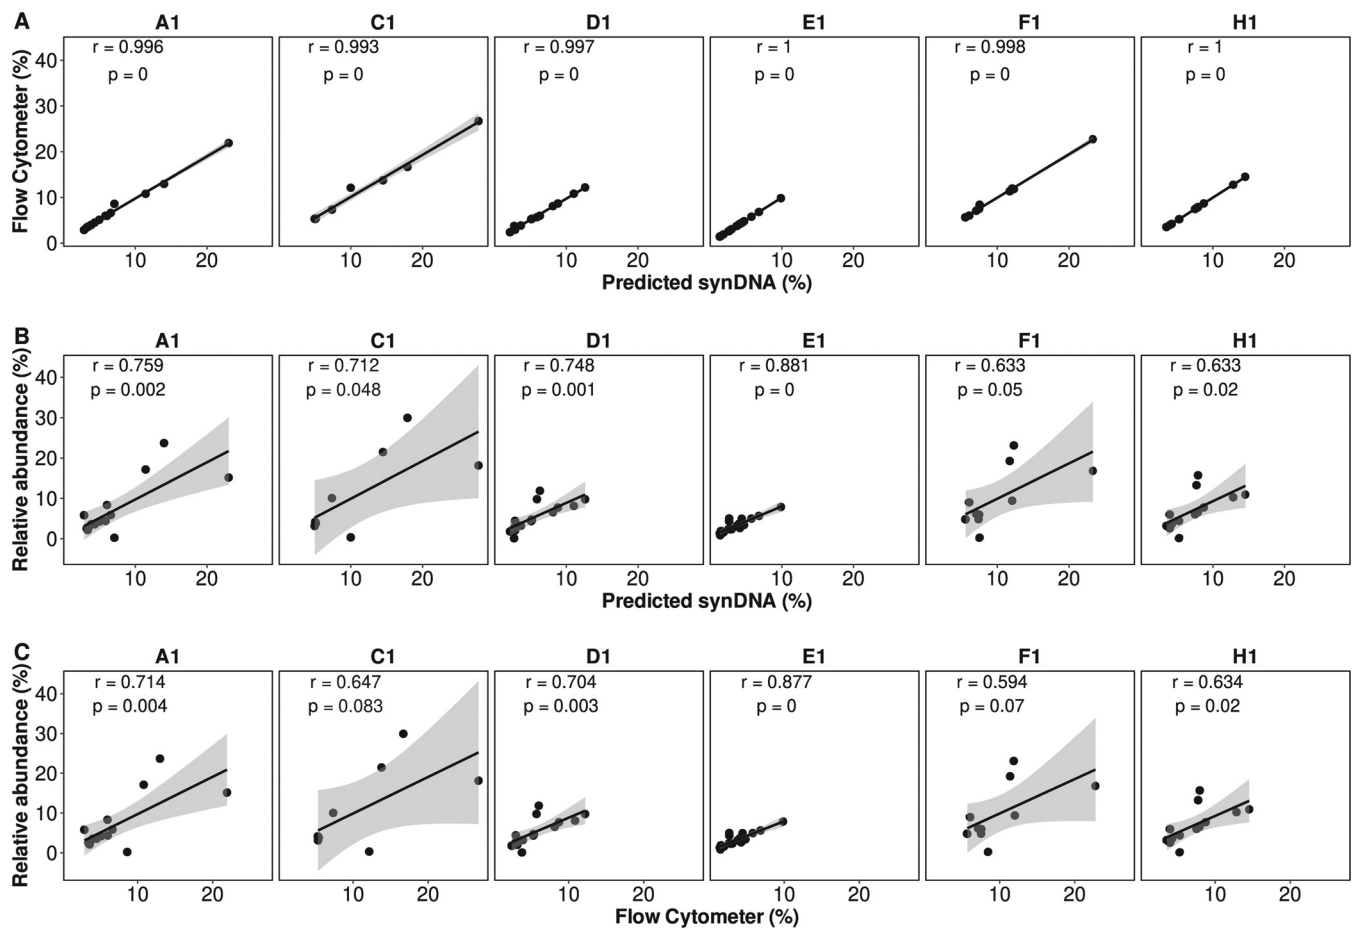 A A1 C1 D1 E1 F1 H1
r = 0.996 r = 0.993 r = 0.997 r = 1 r = 0.998 r = 1
p = 0 p = 0 p = 0 p = 0 p = 0 p = 0
Flow Cytometer (%)
40
30
20
10
0
10 20 10 20 10 20 10 20 10 20 10 20
Predicted synDNA (%)
B A1 C1 D1 E1 F1 H1
r = 0.759 r = 0.712 r = 0.748 r = 0.881 r = 0.633 r = 0.633
p = 0.002 p = 0.048 p = 0.001 p = 0 p = 0.05 p = 0.02
Relative abundance (%)
40
30
20
10
0
10 20 10 20 10 20 10 20 10 20 10 20
Predicted synDNA (%)
C A1 C1 D1 E1 F1 H1
r = 0.714 r = 0.647 r = 0.704 r = 0.877 r = 0.594 r = 0.634
p = 0.004 p = 0.083 p = 0.003 p = 0 p = 0.07 p = 0.02
Relative abundance (%)
40
30
20
10
0
10 20 10 20 10 20 10 20 10 20 10 20
Flow Cytometer (%)